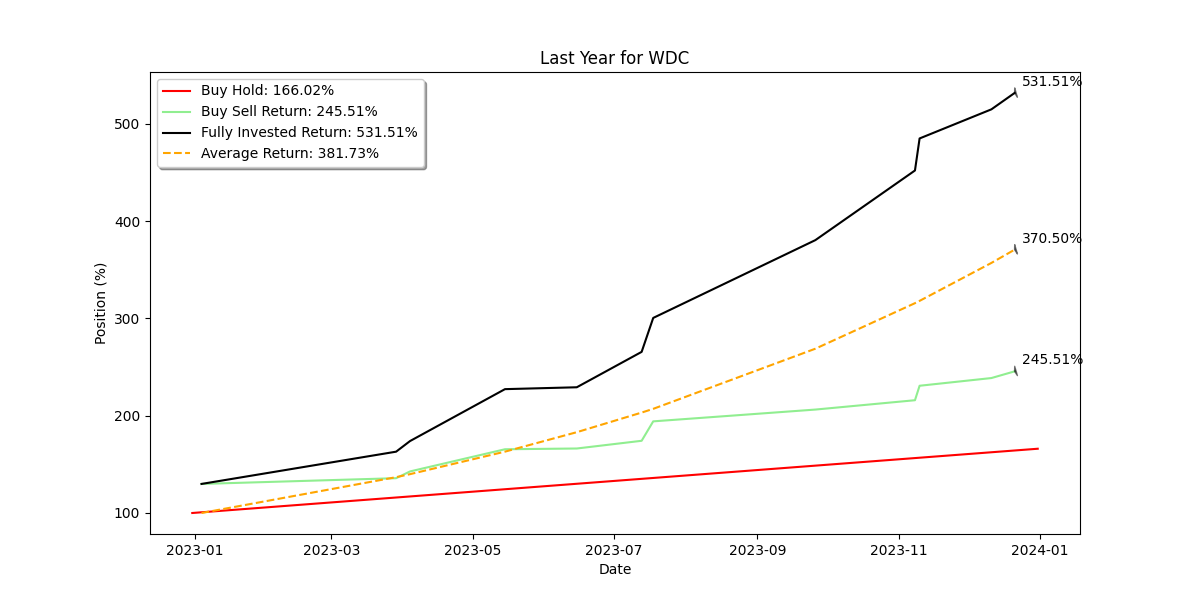 Last Year for WDC
Buy Hold: 166.02%
Buy Sell Return: 245.51%
Fully Invested Return: 531.51%
Average Return: 381.73%
531.51%
370.50%
245.51%
500
400
300
200
100
Position (%)
2023-01 2023-03 2023-05 2023-07 2023-09 2023-11 2024-01
Date